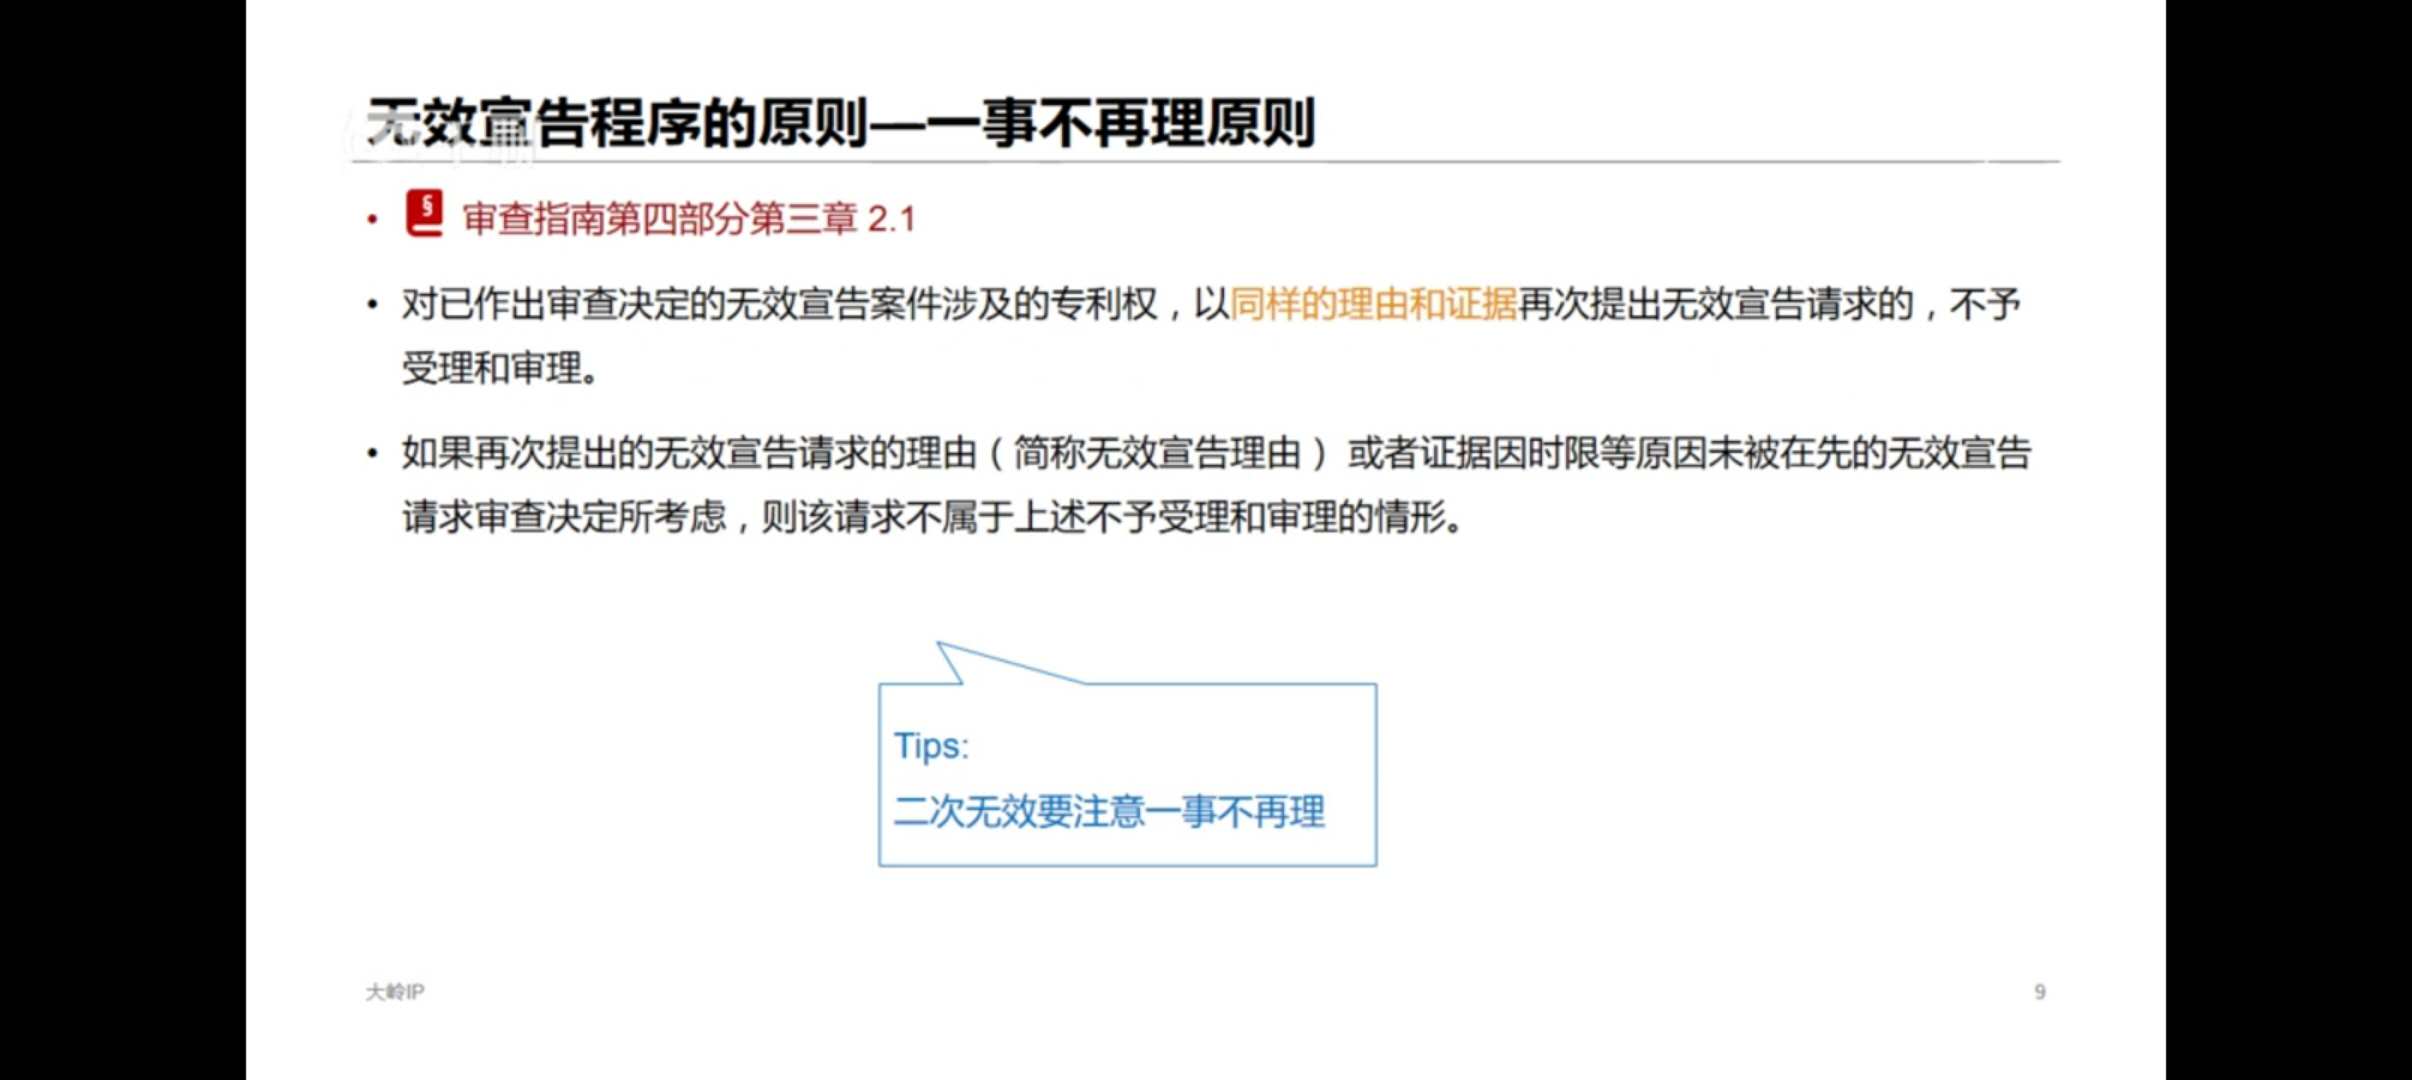 无效宣告程序的原则—一事不再理原则
• § 审查指南第四部分第三章 2.1
• 对已作出审查决定的无效宣告案件涉及的专利权，以同样的理由和证据再次提出无效宣告请求的，不予
受理和审理。
• 如果再次提出的无效宣告请求的理由（简称无效宣告理由）或者证据因时限等原因未被在先的无效宣告
请求审查决定所考虑，则该请求不属于上述不予受理和审理的情形。
Tips:
二次无效要注意一事不再理
大岭IP
9